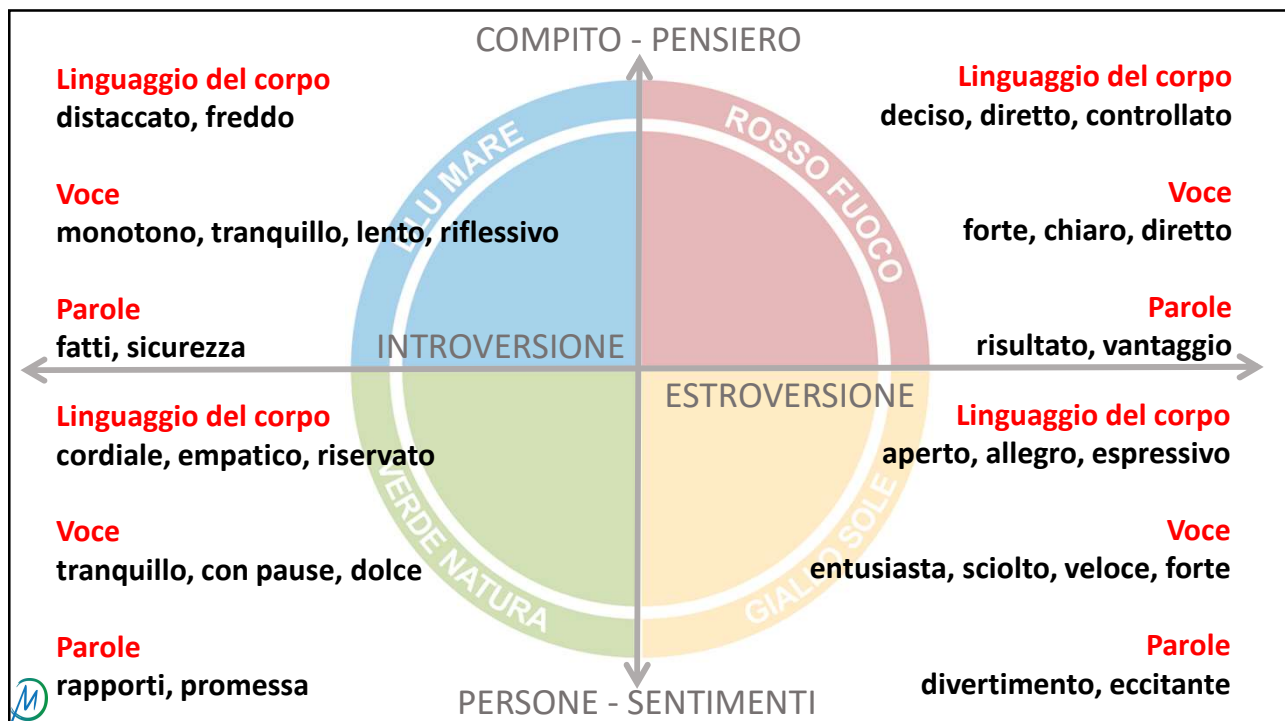 COMPITO - PENSIERO
Linguaggio del corpo
distaccato, freddo
Voce
monotono, tranquillo, lento, riflessivo
Parole
fatti, sicurezza
BLU MARE
ROSSO FUOCO
Linguaggio del corpo
deciso, diretto, controllato
Voce
forte, chiaro, diretto
Parole
risultato, vantaggio
INTROVERSIONE
ESTROVERSIONE
Linguaggio del corpo
cordiale, empatico, riservato
Voce
tranquillo, con pause, dolce
Parole
rapporti, promessa
VERDE NATURA
GIALLO SOLE
Linguaggio del corpo
aperto, allegro, espressivo
Voce
entusiasta, sciolto, veloce, forte
Parole
divertimento, eccitante
PERSONE - SENTIMENTI
M